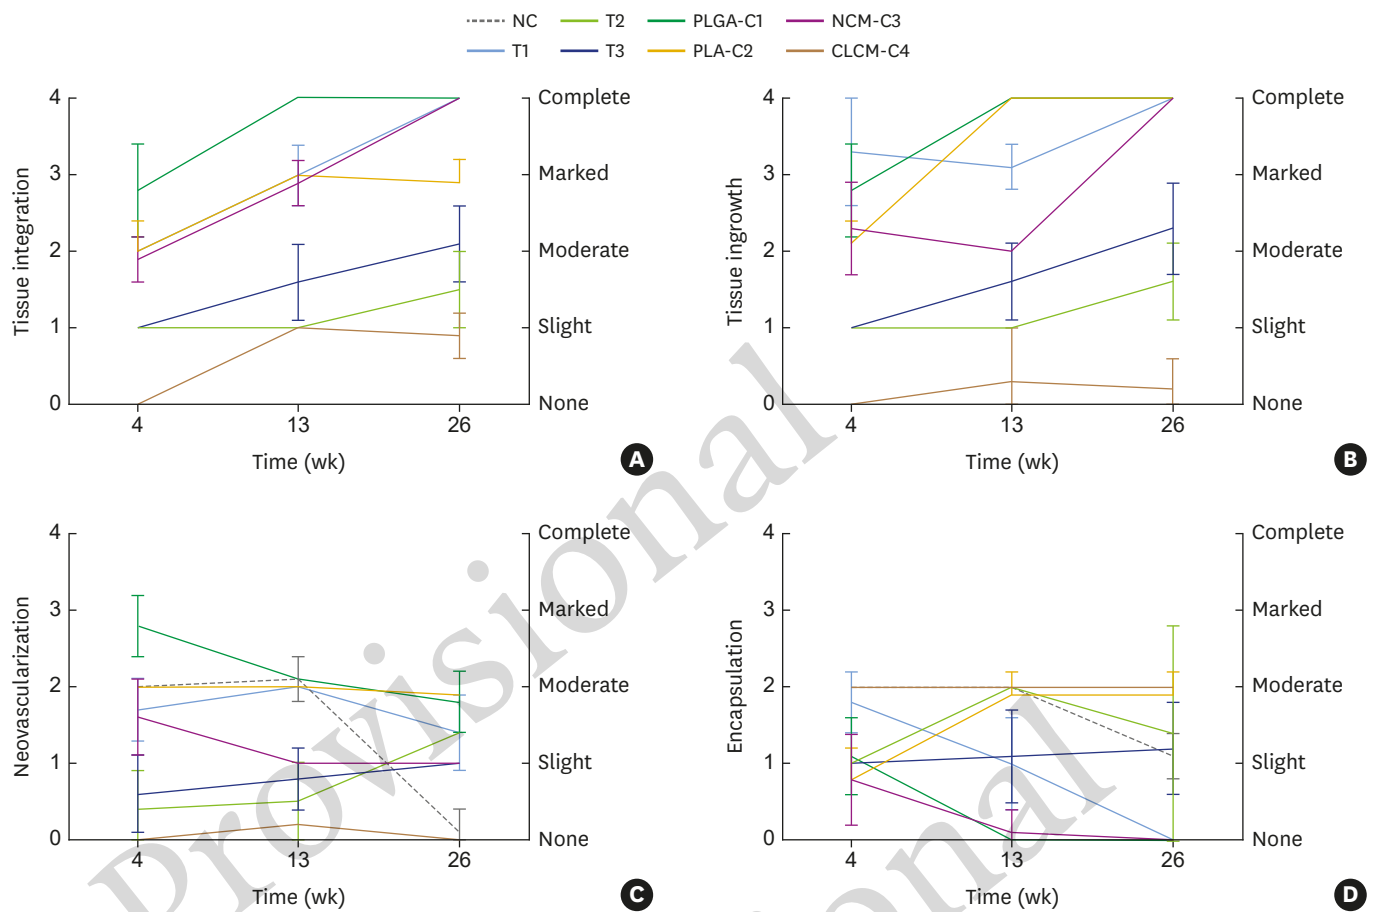 NC T2 PLGA-C1 NCM-C3
T1 T3 PLA-C2 CLCM-C4
Tissue integration
4 Complete
3 Marked
2 Moderate
1 Slight
0 None
4 13 26
Time (wk)
A
Tissue ingrowth
4 Complete
3 Marked
2 Moderate
1 Slight
0 None
4 13 26
Time (wk)
B
Neovascularization
4 Complete
3 Marked
2 Moderate
1 Slight
0 None
4 13 26
Time (wk)
C
Encapsulation
4 Complete
3 Marked
2 Moderate
1 Slight
0 None
4 13 26
Time (wk)
D
Provisional
onal